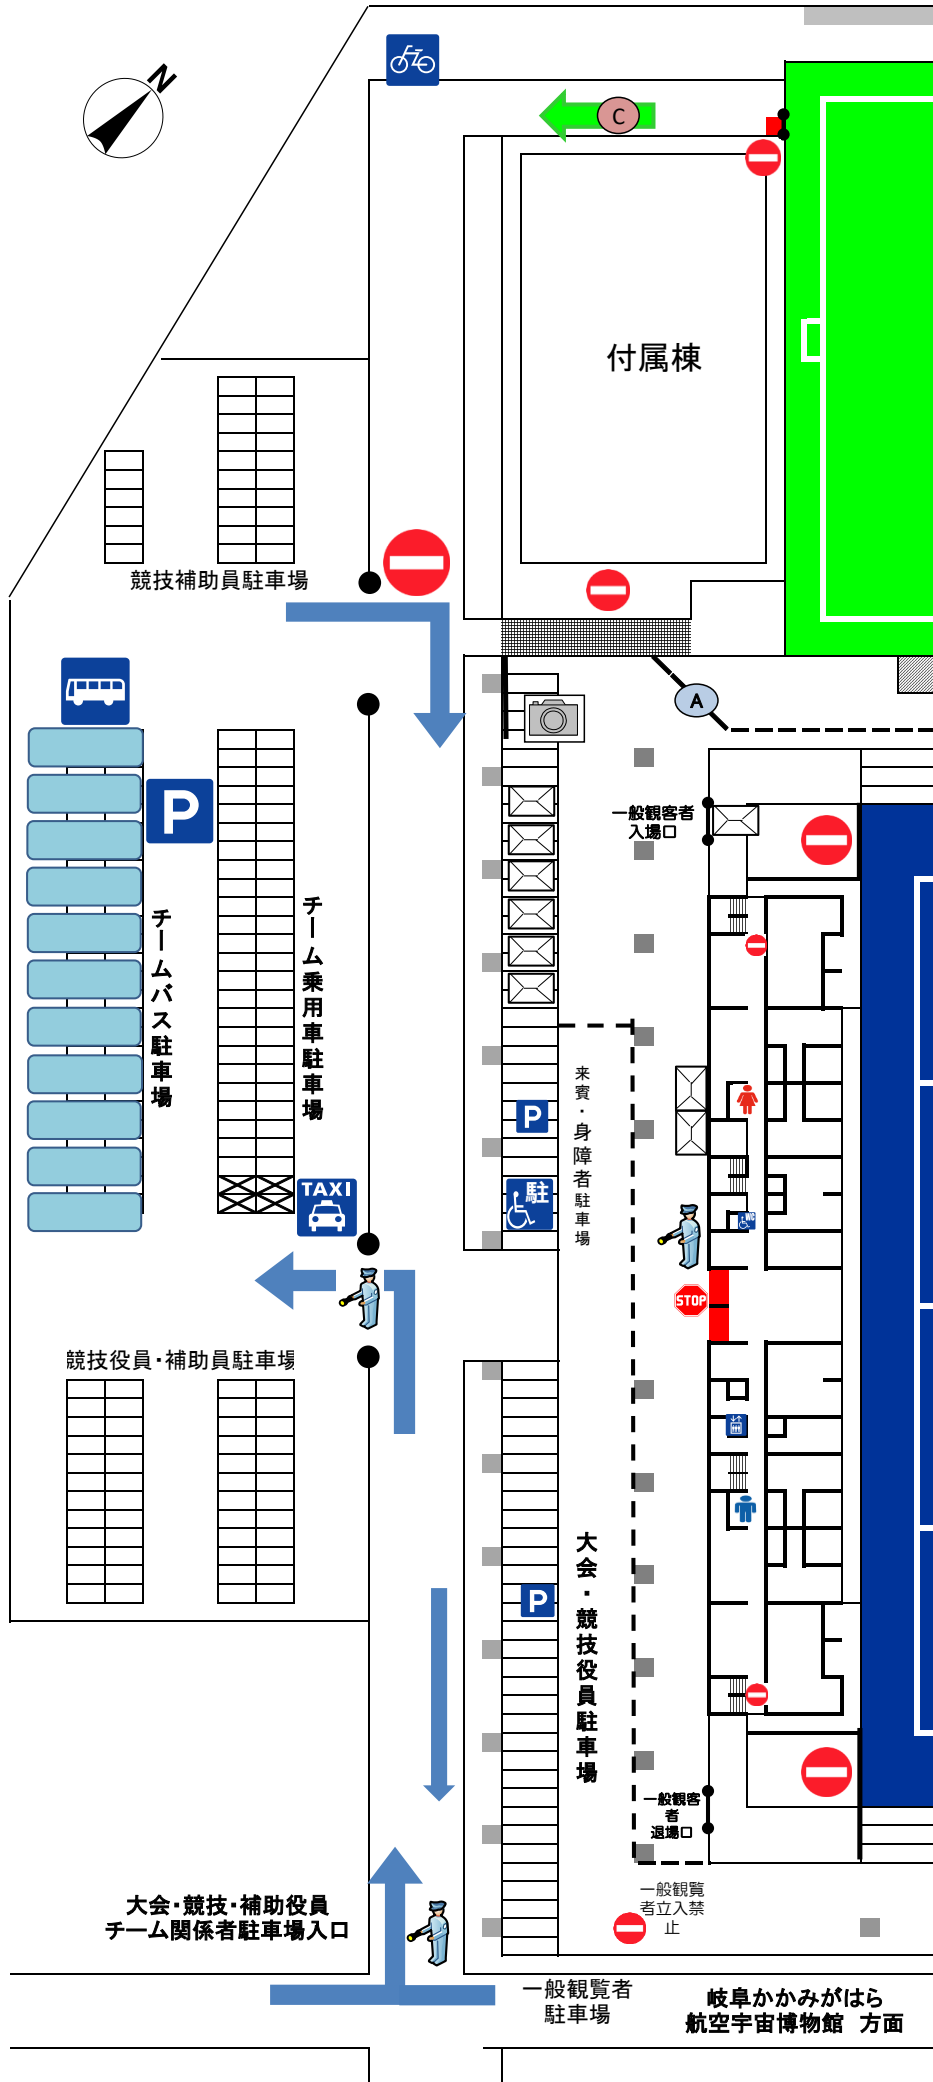 N
C
付属棟
競技補助員駐車場
A
P
一般観客者
入場口
チームバス駐車場
チーム乗用車駐車場
来賓・身障者駐車場
P
TAXI
駐
WC
STOP
競技役員・補助員駐車場
大会・競技役員駐車場
P
一般観客
者
退場口
大会・競技・補助役員
チーム関係者駐車場入口
一般観覧
者立入禁
止
一般観覧者
駐車場
岐阜かかみがはら
航空宇宙博物館 方面